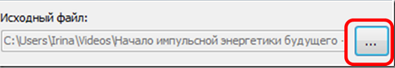 Исходный файл:
C:\Users\Irina\Videos\Начало импульсной энергетики будущего - ...